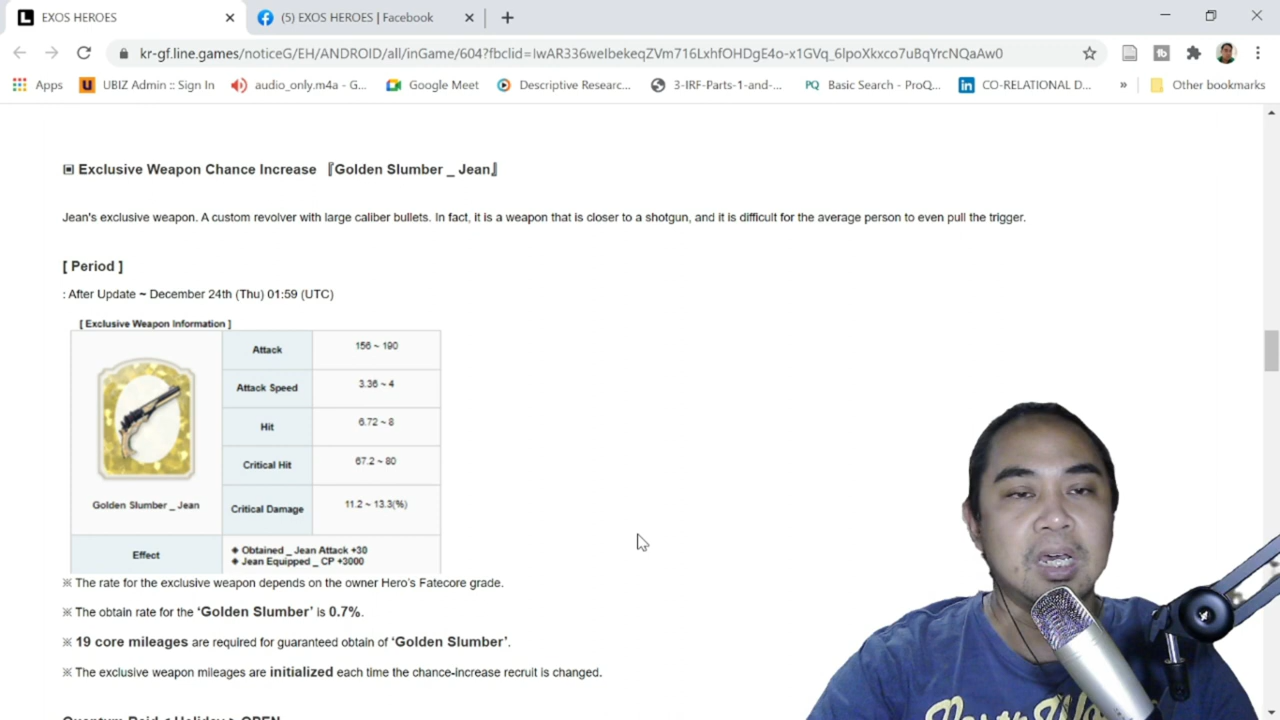 EXOS HEROES
(5) EXOS HEROES | Facebook
kr-gf.line.games/noticeG/EH/ANDROID/all/inGame/604?fbclid=IwAR336weIbekeqZVm716LxhfOHDgE4o-x1GVq_6lpoXkxco7uBqYrcNQaAw0
Apps
UBIZ Admin :: Sign In
audio_only.m4a - G...
Google Meet
Descriptive Researc...
3-IRF-Parts-1-and-...
PQ Basic Search - ProQ...
CO-RELATIONAL D...
»
Other bookmarks
▣ Exclusive Weapon Chance Increase 『Golden Slumber _ Jean』
Jean's exclusive weapon. A custom revolver with large caliber bullets. In fact, it is a weapon that is closer to a shotgun, and it is difficult for the average person to even pull the trigger.
[ Period ]
: After Update ~ December 24th (Thu) 01:59 (UTC)
[ Exclusive Weapon Information ]
Attack 156 ~ 190
Attack Speed 3.36 ~ 4
Hit 6.72 ~ 8
Critical Hit 67.2 ~ 80
Golden Slumber _ Jean
Critical Damage 11.2 ~ 13.3(%)
Effect
◈ Obtained _ Jean Attack +30
◈ Jean Equipped _ CP +3000
※ The rate for the exclusive weapon depends on the owner Hero's Fatecore grade.
※ The obtain rate for the ‘Golden Slumber’ is 0.7%.
※ 19 core mileages are required for guaranteed obtain of ‘Golden Slumber’.
※ The exclusive weapon mileages are initialized each time the chance-increase recruit is changed.
Quantum Raid < Holiday > OPEN